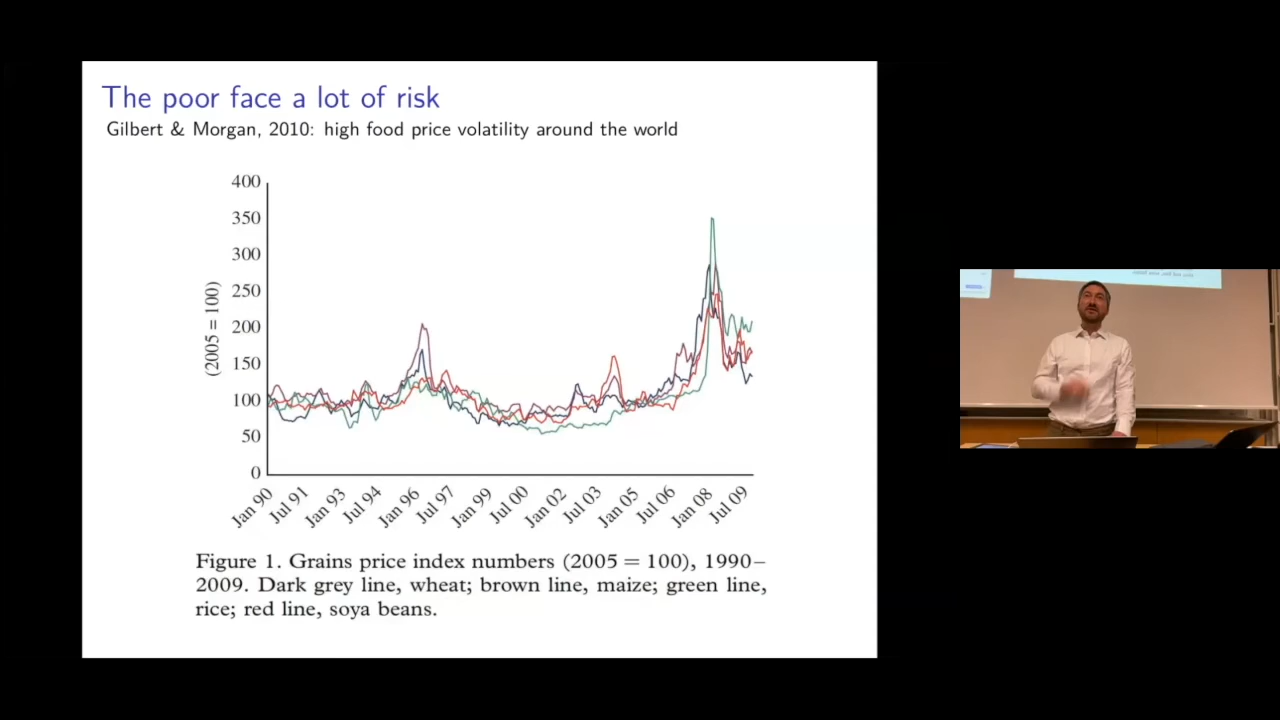 The poor face a lot of risk
Gilbert & Morgan, 2010: high food price volatility around the world
400
350
300
250
200
150
100
50
0
(2005 = 100)
Jan 90
Jul 91
Jan 93
Jul 94
Jan 96
Jul 97
Jan 99
Jul 00
Jan 02
Jul 03
Jan 05
Jul 06
Jan 08
Jul 09
Figure 1. Grains price index numbers (2005 = 100), 1990–
2009. Dark grey line, wheat; brown line, maize; green line,
rice; red line, soya beans.